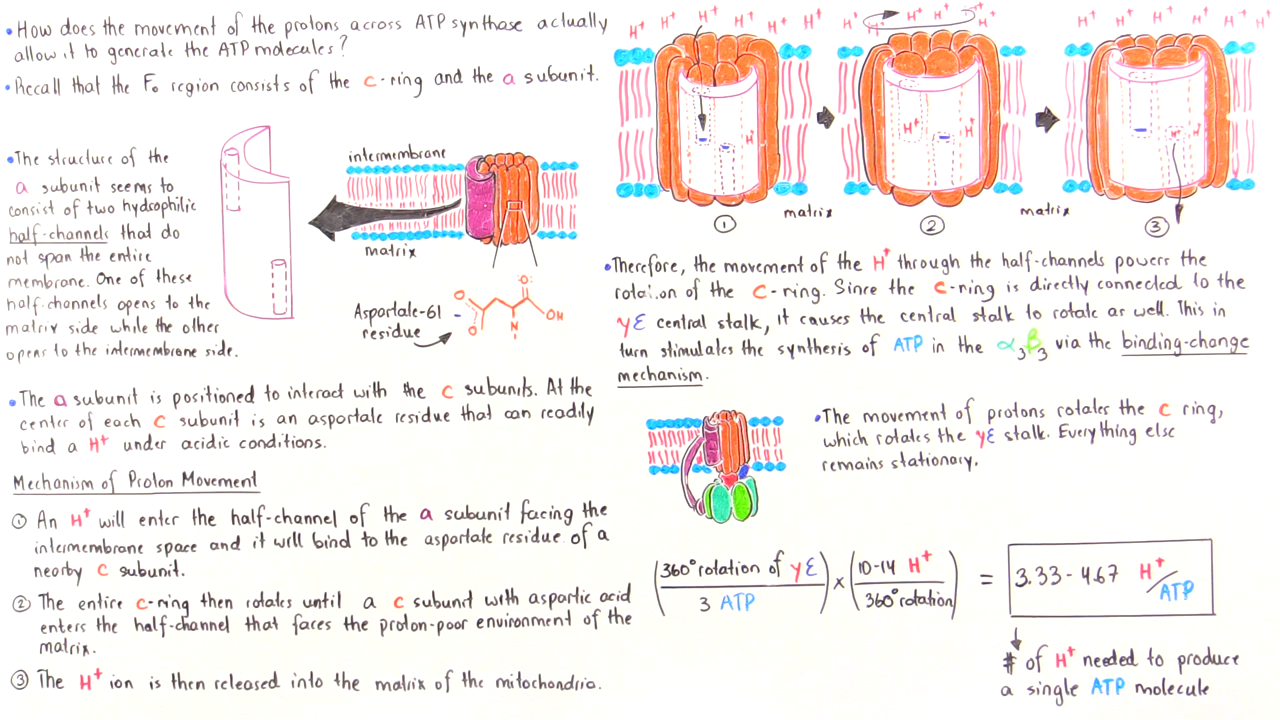 • How does the movement of the protons across ATP synthase actually
allow it to generate the ATP molecules?
• Recall that the F₀ region consists of the c-ring and the a subunit.
• The structure of the
a subunit seems to
consist of two hydrophilic
half-channels that do
not span the entire
membrane. One of these
half-channels opens to the
matrix side while the other
opens to the intermembrane side.
intermembrane
matrix
Aspartate-61
residue
O
O
O
OH
N
• The a subunit is positioned to interact with the c subunits. At the
center of each c subunit is an aspartate residue that can readily
bind a H⁺ under acidic conditions.
Mechanism of Proton Movement
① An H⁺ will enter the half-channel of the a subunit facing the
intermembrane space and it will bind to the aspartate residue of a
nearby c subunit.
② The entire c-ring then rotates until a c subunit with aspartic acid
enters the half-channel that faces the proton-poor environment of the
matrix.
③ The H⁺ ion is then released into the matrix of the mitochondria.
H⁺ H⁺ H⁺ H⁺ H⁺ H⁺
H⁺
①
matrix
H⁺ H⁺ H⁺ H⁺ H⁺
H⁺ H⁺
②
matrix
H⁺ H⁺ H⁺ H⁺ H⁺ H⁺ H⁺
H⁺ H⁺
③
• Therefore, the movement of the H⁺ through the half-channels powers the
rotation of the c-ring. Since the c-ring is directly connected to the
γε central stalk, it causes the central stalk to rotate as well. This in
turn stimulates the synthesis of ATP in the α₃β₃ via the binding-change
mechanism.
• The movement of protons rotates the c ring,
which rotates the γε stalk. Everything else
remains stationary.
(360° rotation of γε / 3 ATP) × (10-14 H⁺ / 360° rotation) = 3.33 - 4.67 H⁺/ATP
# of H⁺ needed to produce
a single ATP molecule